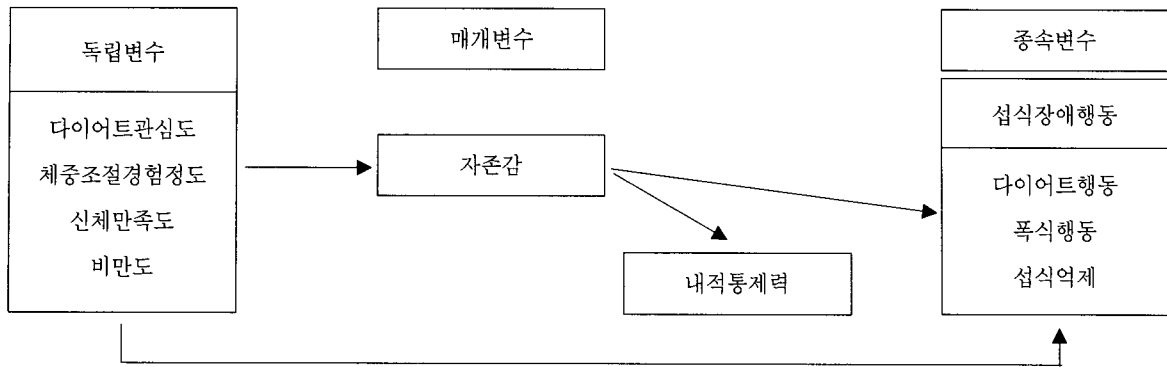 독립변수
다이어트관심도
체중조절경험정도
신체만족도
비만도
매개변수
자존감
내적통제력
종속변수
섭식장애행동
다이어트행동
폭식행동
섭식억제